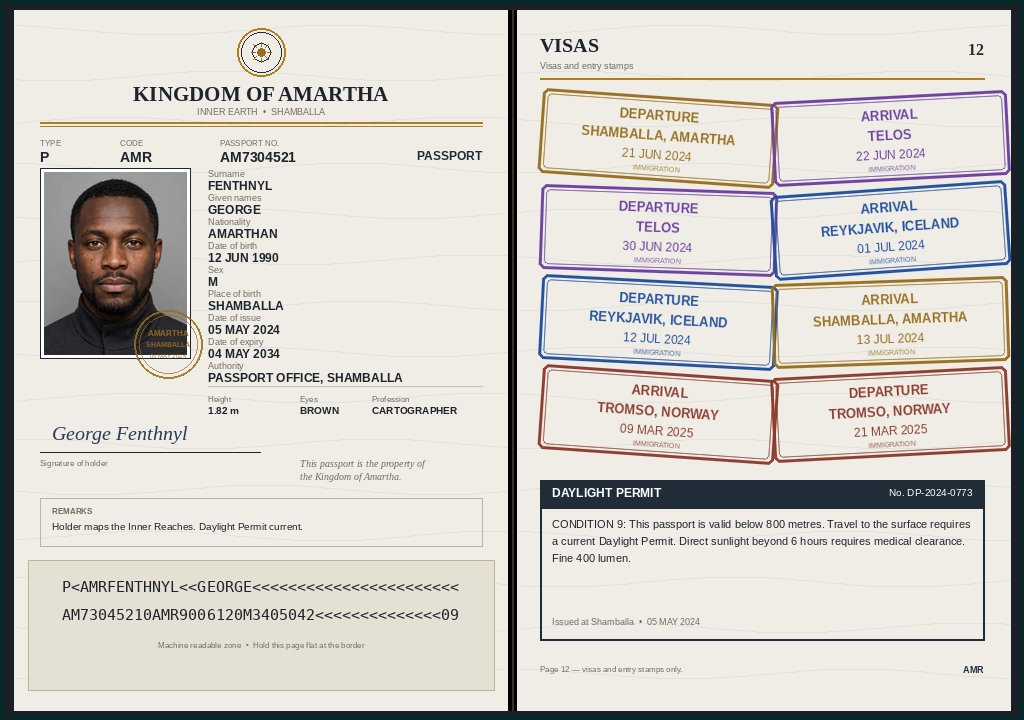 KINGDOM OF AMARTHA
INNER EARTH • SHAMBALLA
TYPE CODE PASSPORT NO.
P AMR AM7304521 PASSPORT
Surname
FENTHNYL
Given names
GEORGE
Nationality
AMARTHAN
Date of birth
12 JUN 1990
Sex
M
Place of birth
SHAMBALLA
Date of issue
05 MAY 2024
Date of expiry
04 MAY 2034
Authority
PASSPORT OFFICE, SHAMBALLA
AMARTHA
SHAMBALLA
Height Eyes Profession
1.82 m BROWN CARTOGRAPHER
George Fenthnyl
Signature of holder
This passport is the property of
the Kingdom of Amartha.
REMARKS
Holder maps the Inner Reaches. Daylight Permit current.
P<AMRFENTHNYL<<GEORGE<<<<<<<<<<<<<<<<<<<<<<<
AM73045210AMR9006120M3405042<<<<<<<<<<<<<<09
Machine readable zone • Hold this page flat at the border
VISAS
12
Visas and entry stamps
DEPARTURE
SHAMBALLA, AMARTHA
21 JUN 2024
IMMIGRATION
ARRIVAL
TELOS
22 JUN 2024
IMMIGRATION
DEPARTURE
TELOS
30 JUN 2024
IMMIGRATION
ARRIVAL
REYKJAVIK, ICELAND
01 JUL 2024
IMMIGRATION
DEPARTURE
REYKJAVIK, ICELAND
12 JUL 2024
IMMIGRATION
ARRIVAL
SHAMBALLA, AMARTHA
13 JUL 2024
IMMIGRATION
ARRIVAL
TROMSO, NORWAY
09 MAR 2025
IMMIGRATION
DEPARTURE
TROMSO, NORWAY
21 MAR 2025
IMMIGRATION
DAYLIGHT PERMIT No. DP-2024-0773
CONDITION 9: This passport is valid below 800 metres. Travel to the surface requires
a current Daylight Permit. Direct sunlight beyond 6 hours requires medical clearance.
Fine 400 lumen.
Issued at Shamballa • 05 MAY 2024
Page 12 — visas and entry stamps only. AMR